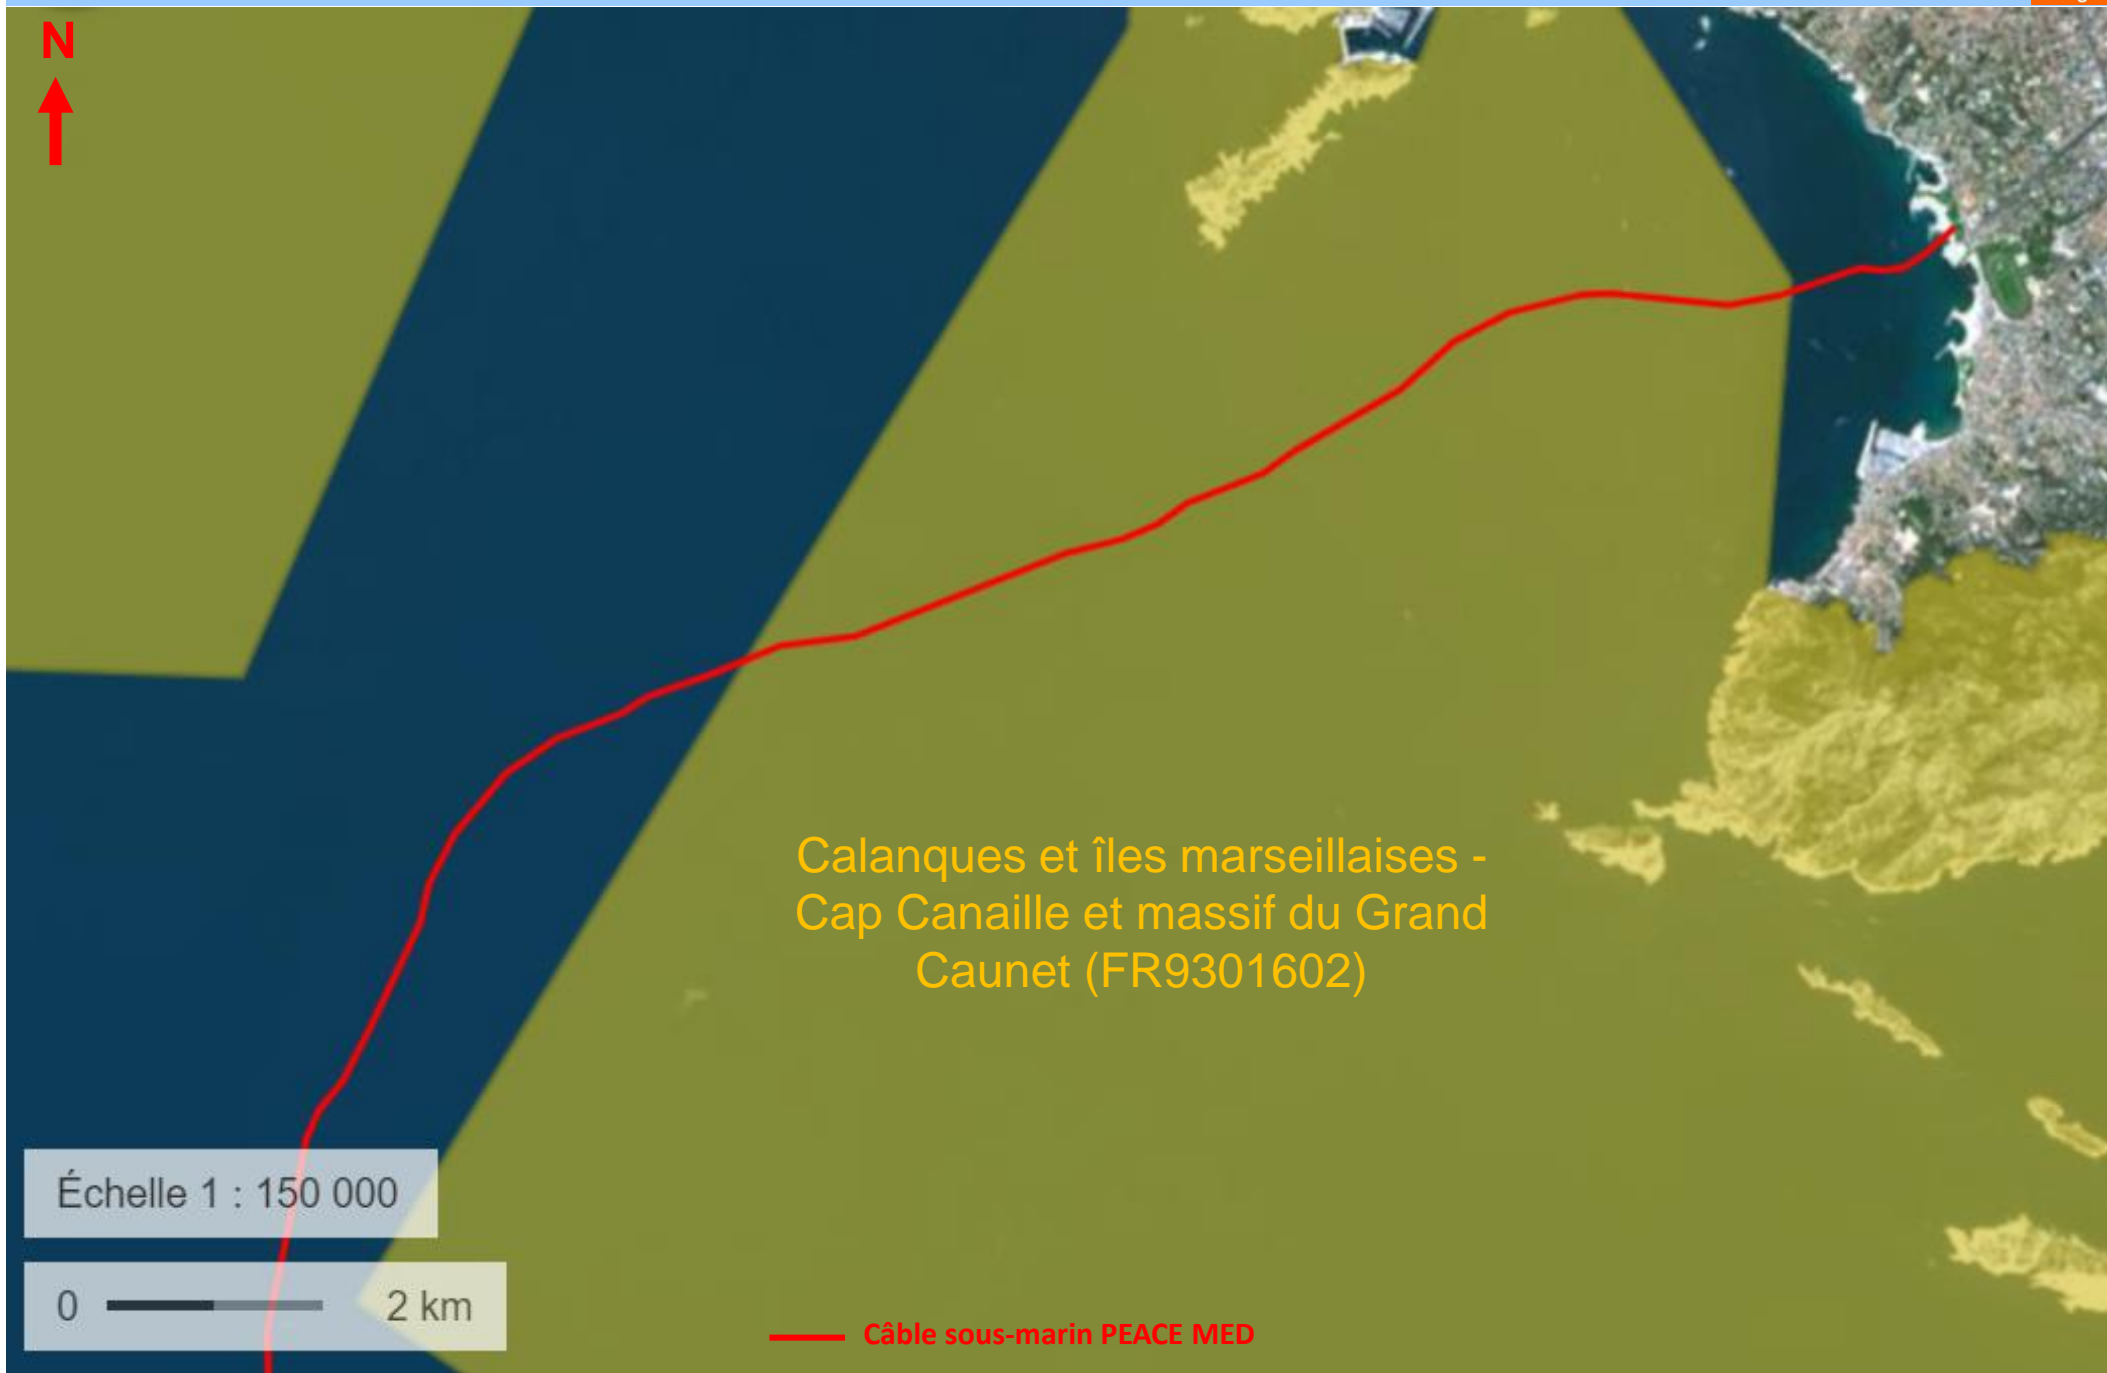 N
Calanques et îles marseillaises -
Cap Canaille et massif du Grand
Caunet (FR9301602)
Échelle 1 : 150 000
0 2 km
Câble sous-marin PEACE MED